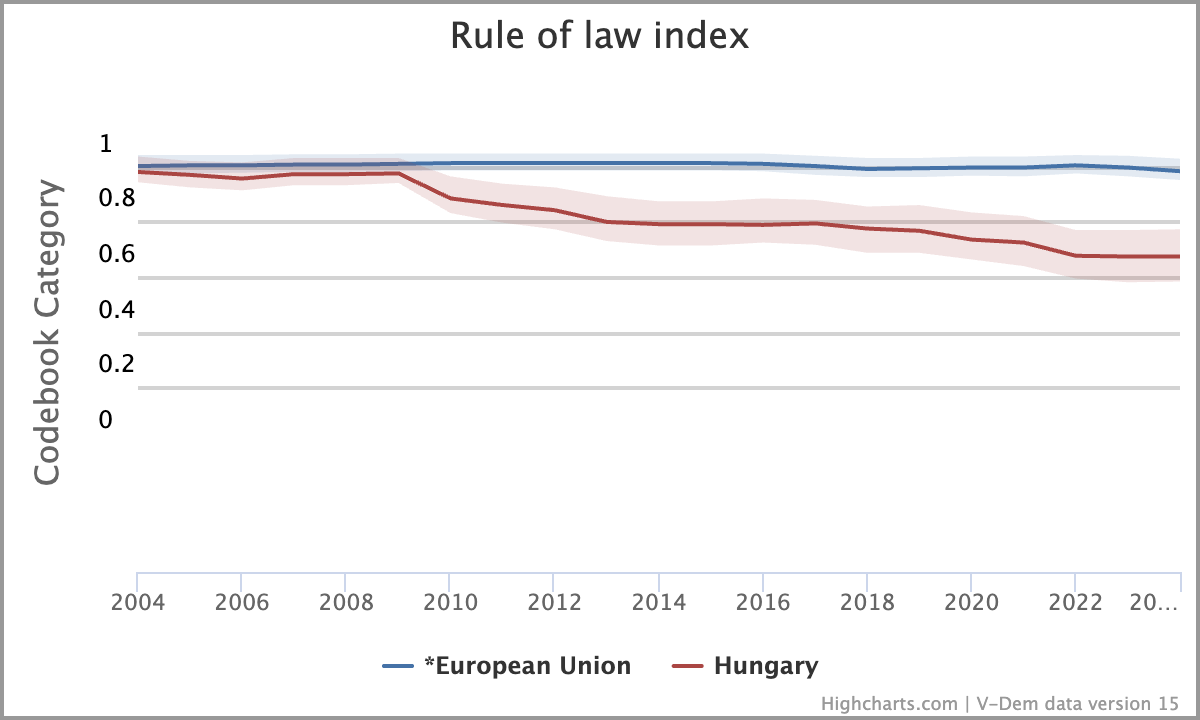 Rule of law index
Codebook Category
1
0.8
0.6
0.4
0.2
0
2004 2006 2008 2010 2012 2014 2016 2018 2020 2022 20...
*European Union Hungary
Highcharts.com | V-Dem data version 15